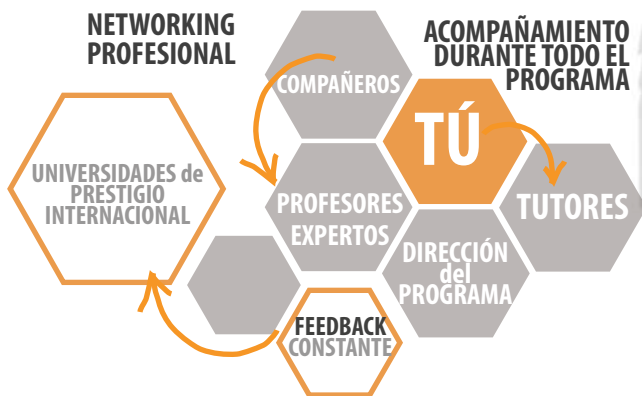 NETWORKING
PROFESIONAL
ACOMPAÑAMIENTO
DURANTE TODO EL
PROGRAMA
COMPAÑEROS
TÚ
UNIVERSIDADES de
PRESTIGIO
INTERNACIONAL
PROFESORES
EXPERTOS
TUTORES
DIRECCIÓN
del
PROGRAMA
FEEDBACK
CONSTANTE